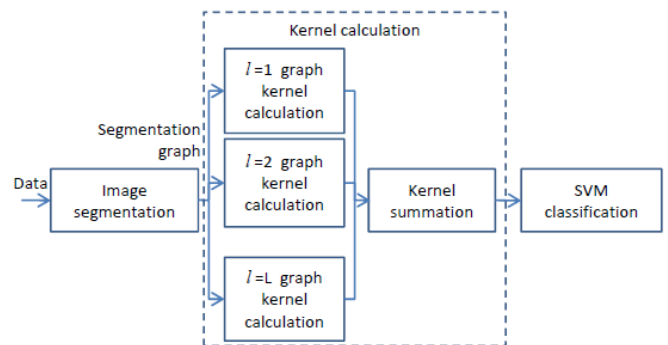 Kernel calculation
l=1 graph
kernel
calculation
Segmentation
graph
l=2 graph
kernel
calculation
Data
Image
segmentation
Kernel
summation
SVM
classification
l=L graph
kernel
calculation